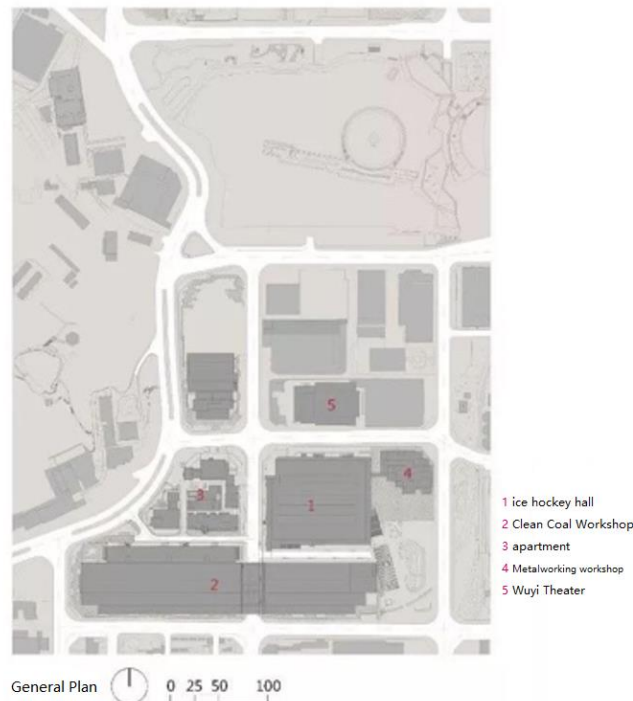 5
4
3
1
2
1 ice hockey hall
2 Clean Coal Workshop
3 apartment
4 Metalworking workshop
5 Wuyi Theater
General Plan 0 25 50 100